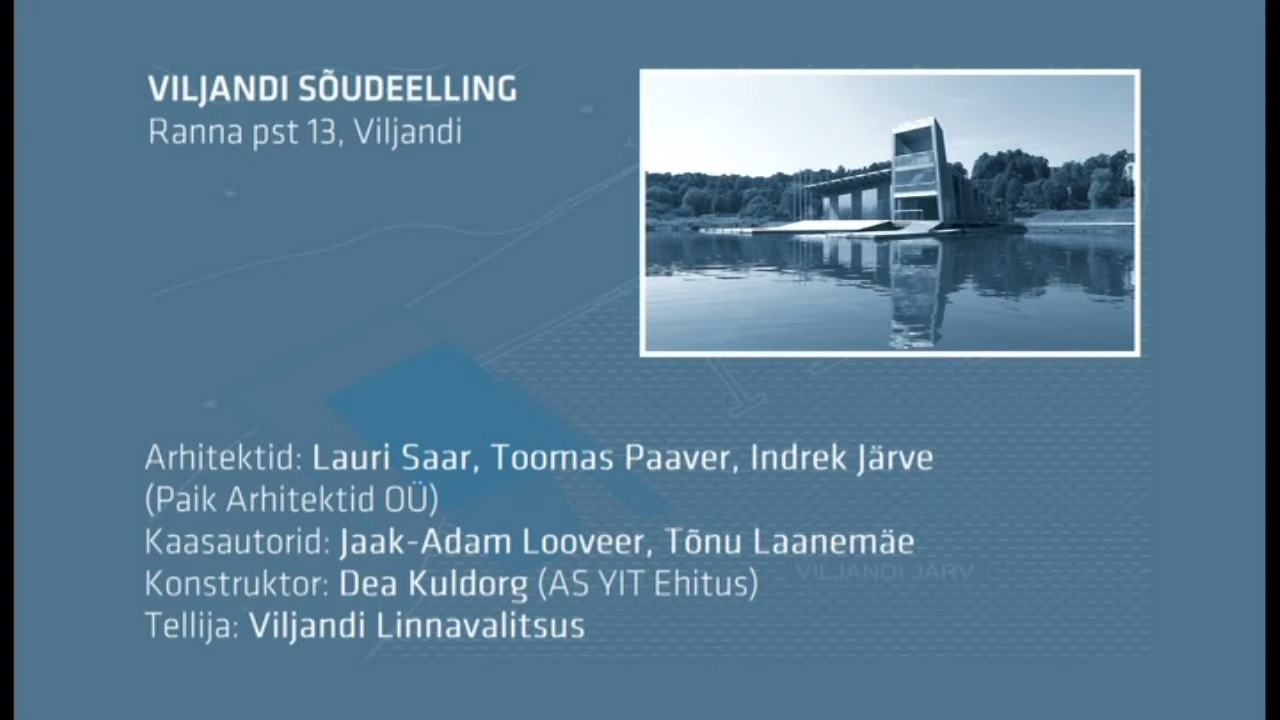 VILJANDI SÕUDEELLING
Ranna pst 13, Viljandi
Arhitektid: Lauri Saar, Toomas Paaver, Indrek Järve
(Paik Arhitektid OÜ)
Kaasautorid: Jaak-Adam Looveer, Tõnu Laanemäe
VILJANDI JÄRV
Konstruktor: Dea Kuldorg (AS YIT Ehitus)
Tellija: Viljandi Linnavalitsus